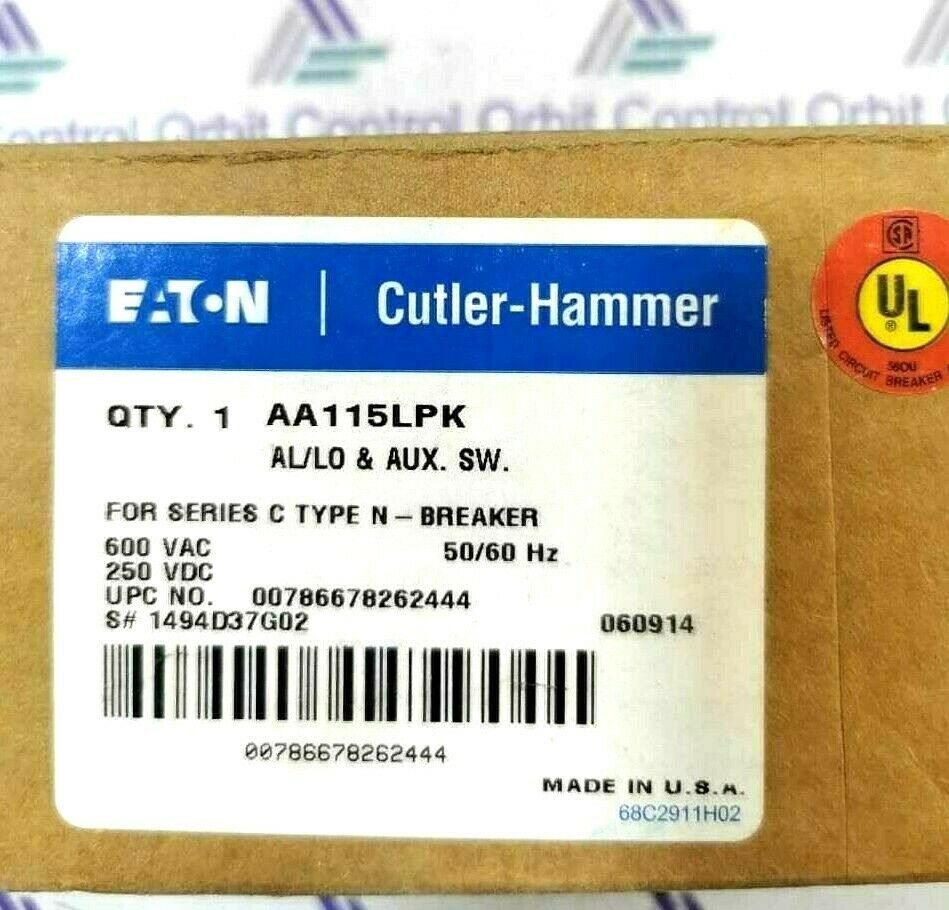 Control Orbit Control Orbit Control Orbit
EATON | Cutler-Hammer
QTY. 1 AA115LPK
AL/LO & AUX. SW.
FOR SERIES C TYPE N - BREAKER
600 VAC 50/60 Hz
250 VDC
UPC NO. 00786678262444
S# 1494D37G02 060914
00786678262444
MADE IN U.S.A.
68C2911H02
SA
UL
®
LISTED CIRCUIT BREAKER
58OU